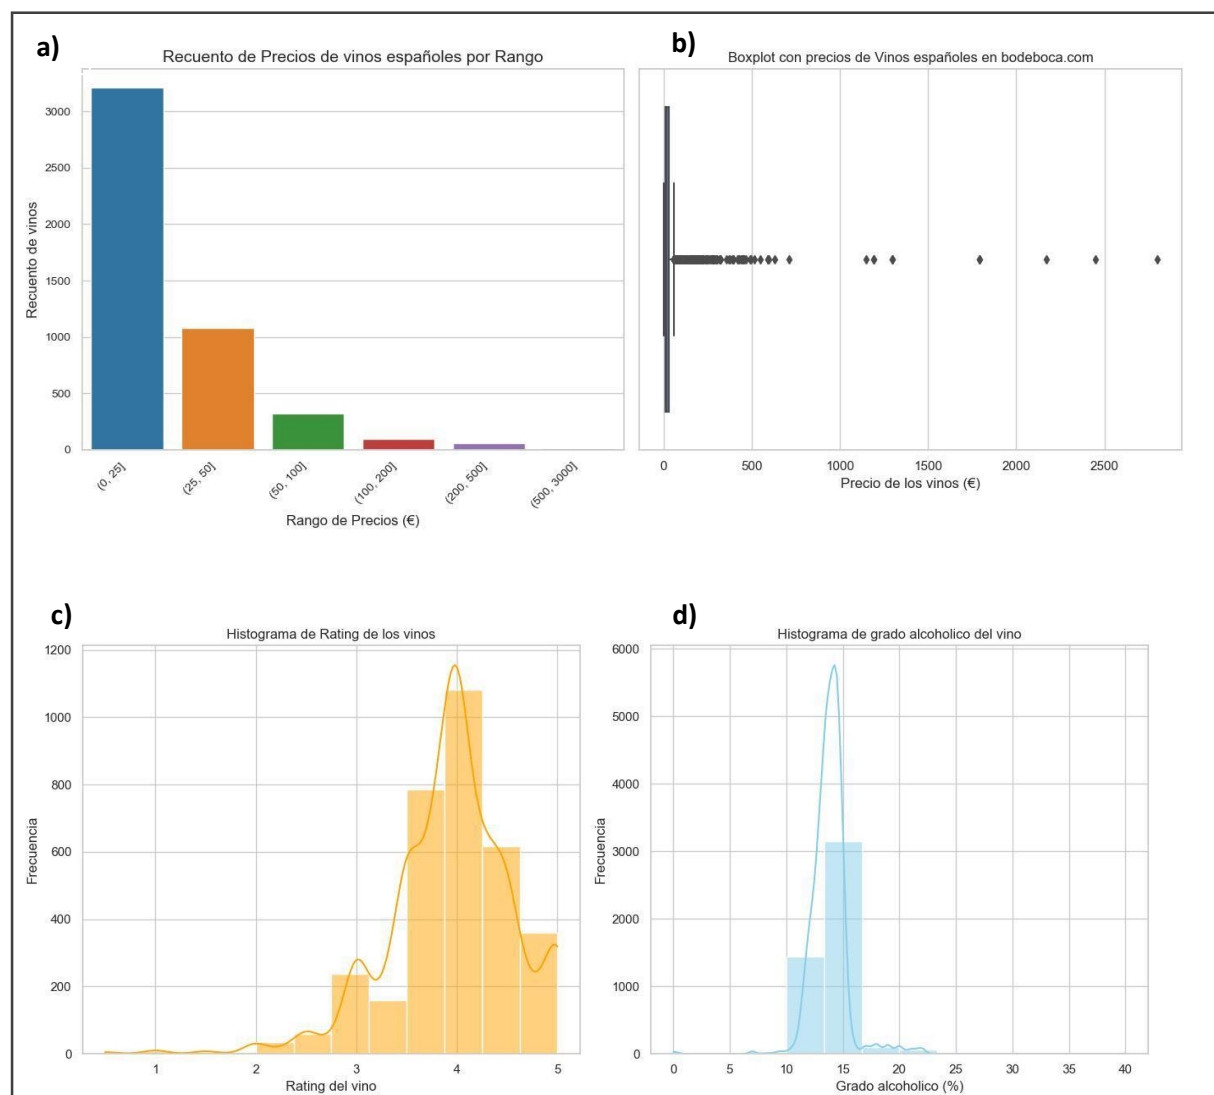 a)
Recuento de Precios de vinos españoles por Rango
3000
2500
2000
1500
1000
500
0
Recuento de vinos
(0, 25]
(25, 50]
(50, 100]
(100, 200]
(200, 500]
(500, 3000]
Rango de Precios (€)
b)
Boxplot con precios de Vinos españoles en bodeboca.com
0 500 1000 1500 2000 2500
Precio de los vinos (€)
c)
Histograma de Rating de los vinos
1200
1000
800
600
400
200
0
Frecuencia
1 2 3 4 5
Rating del vino
d)
Histograma de grado alcoholico del vino
6000
5000
4000
3000
2000
1000
0
Frecuencia
0 5 10 15 20 25 30 35 40
Grado alcoholico (%)